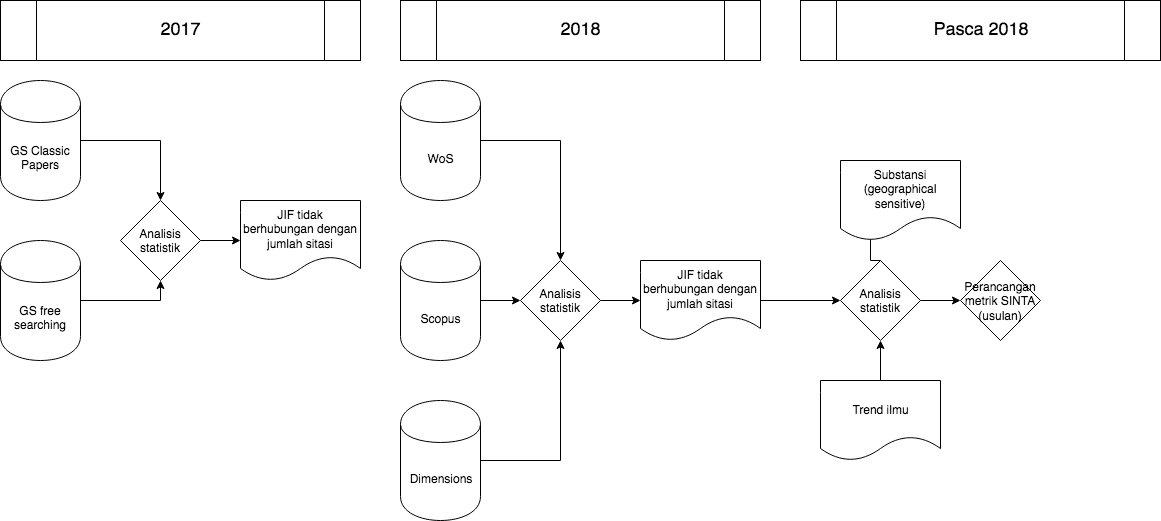 2017
2018
Pasca 2018
GS Classic
Papers
GS free
searching
Analisis
statistik
JIF tidak
berhubungan dengan
jumlah sitasi
WoS
Scopus
Dimensions
Analisis
statistik
JIF tidak
berhubungan dengan
jumlah sitasi
Substansi
(geographical
sensitive)
Analisis
statistik
Trend ilmu
Perancangan
metrik SINTA
(usulan)